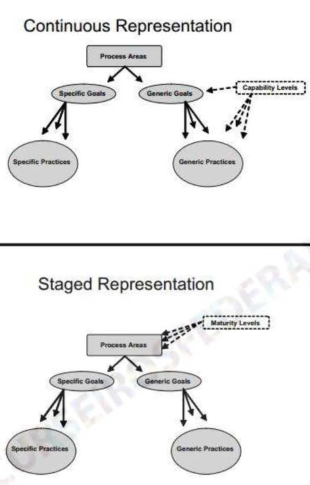 Continuous Representation
Process Areas
Specific Goals
Generic Goals
Capability Levels
Specific Practices
Generic Practices
Staged Representation
Maturity Levels
Process Areas
Specific Goals
Generic Goals
Specific Practices
Generic Practices